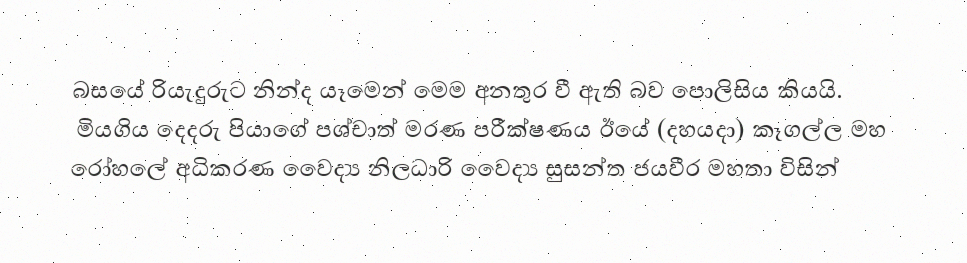 බසයේ රියැදුරුට නින්ද යෑමෙන් මෙම අනතුර වී ඇති බව පොලිසිය කියයි.
මියගිය දෙදරු පියාගේ පශ්චාත් මරණ පරීක්ෂණය ඊයේ (දහයදා) කෑගල්ල මහ
රෝහලේ අධිකරණ වෛද්‍ය නිලධාරි වෛද්‍ය සුසන්ත ජයවීර මහතා විසින්